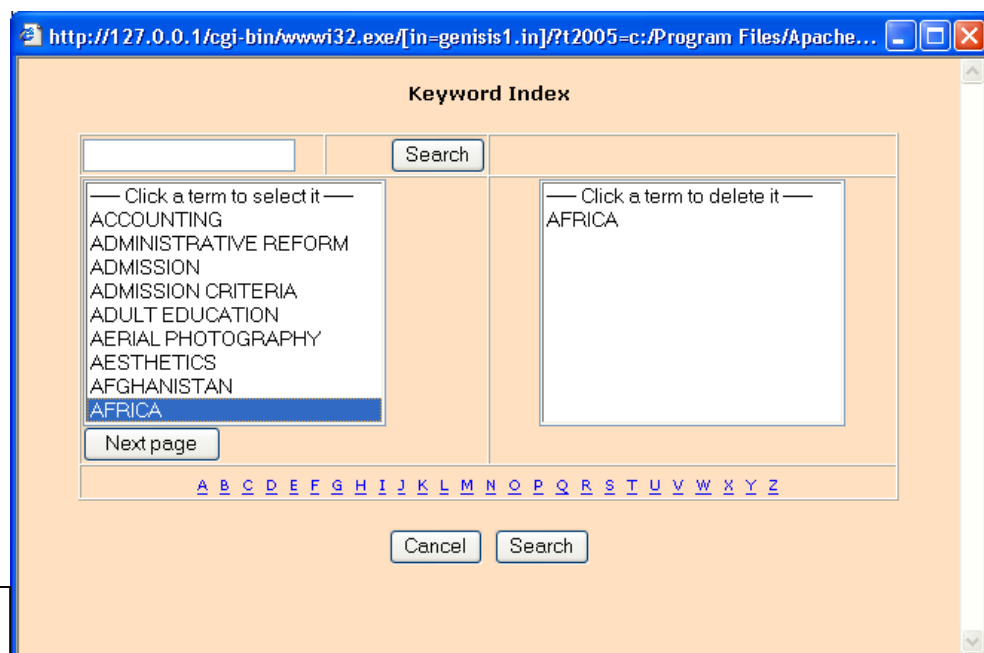 http://127.0.0.1/cgi-bin/wwwi32.exe/[in=genisis1.in]/?t2005=c:/Program Files/Apache...
Keyword Index
Search
── Click a term to select it ──
ACCOUNTING
ADMINISTRATIVE REFORM
ADMISSION
ADMISSION CRITERIA
ADULT EDUCATION
AERIAL PHOTOGRAPHY
AESTHETICS
AFGHANISTAN
AFRICA
── Click a term to delete it ──
AFRICA
Next page
A B C D E F G H I J K L M N O P Q R S T U V W X Y Z
Cancel Search